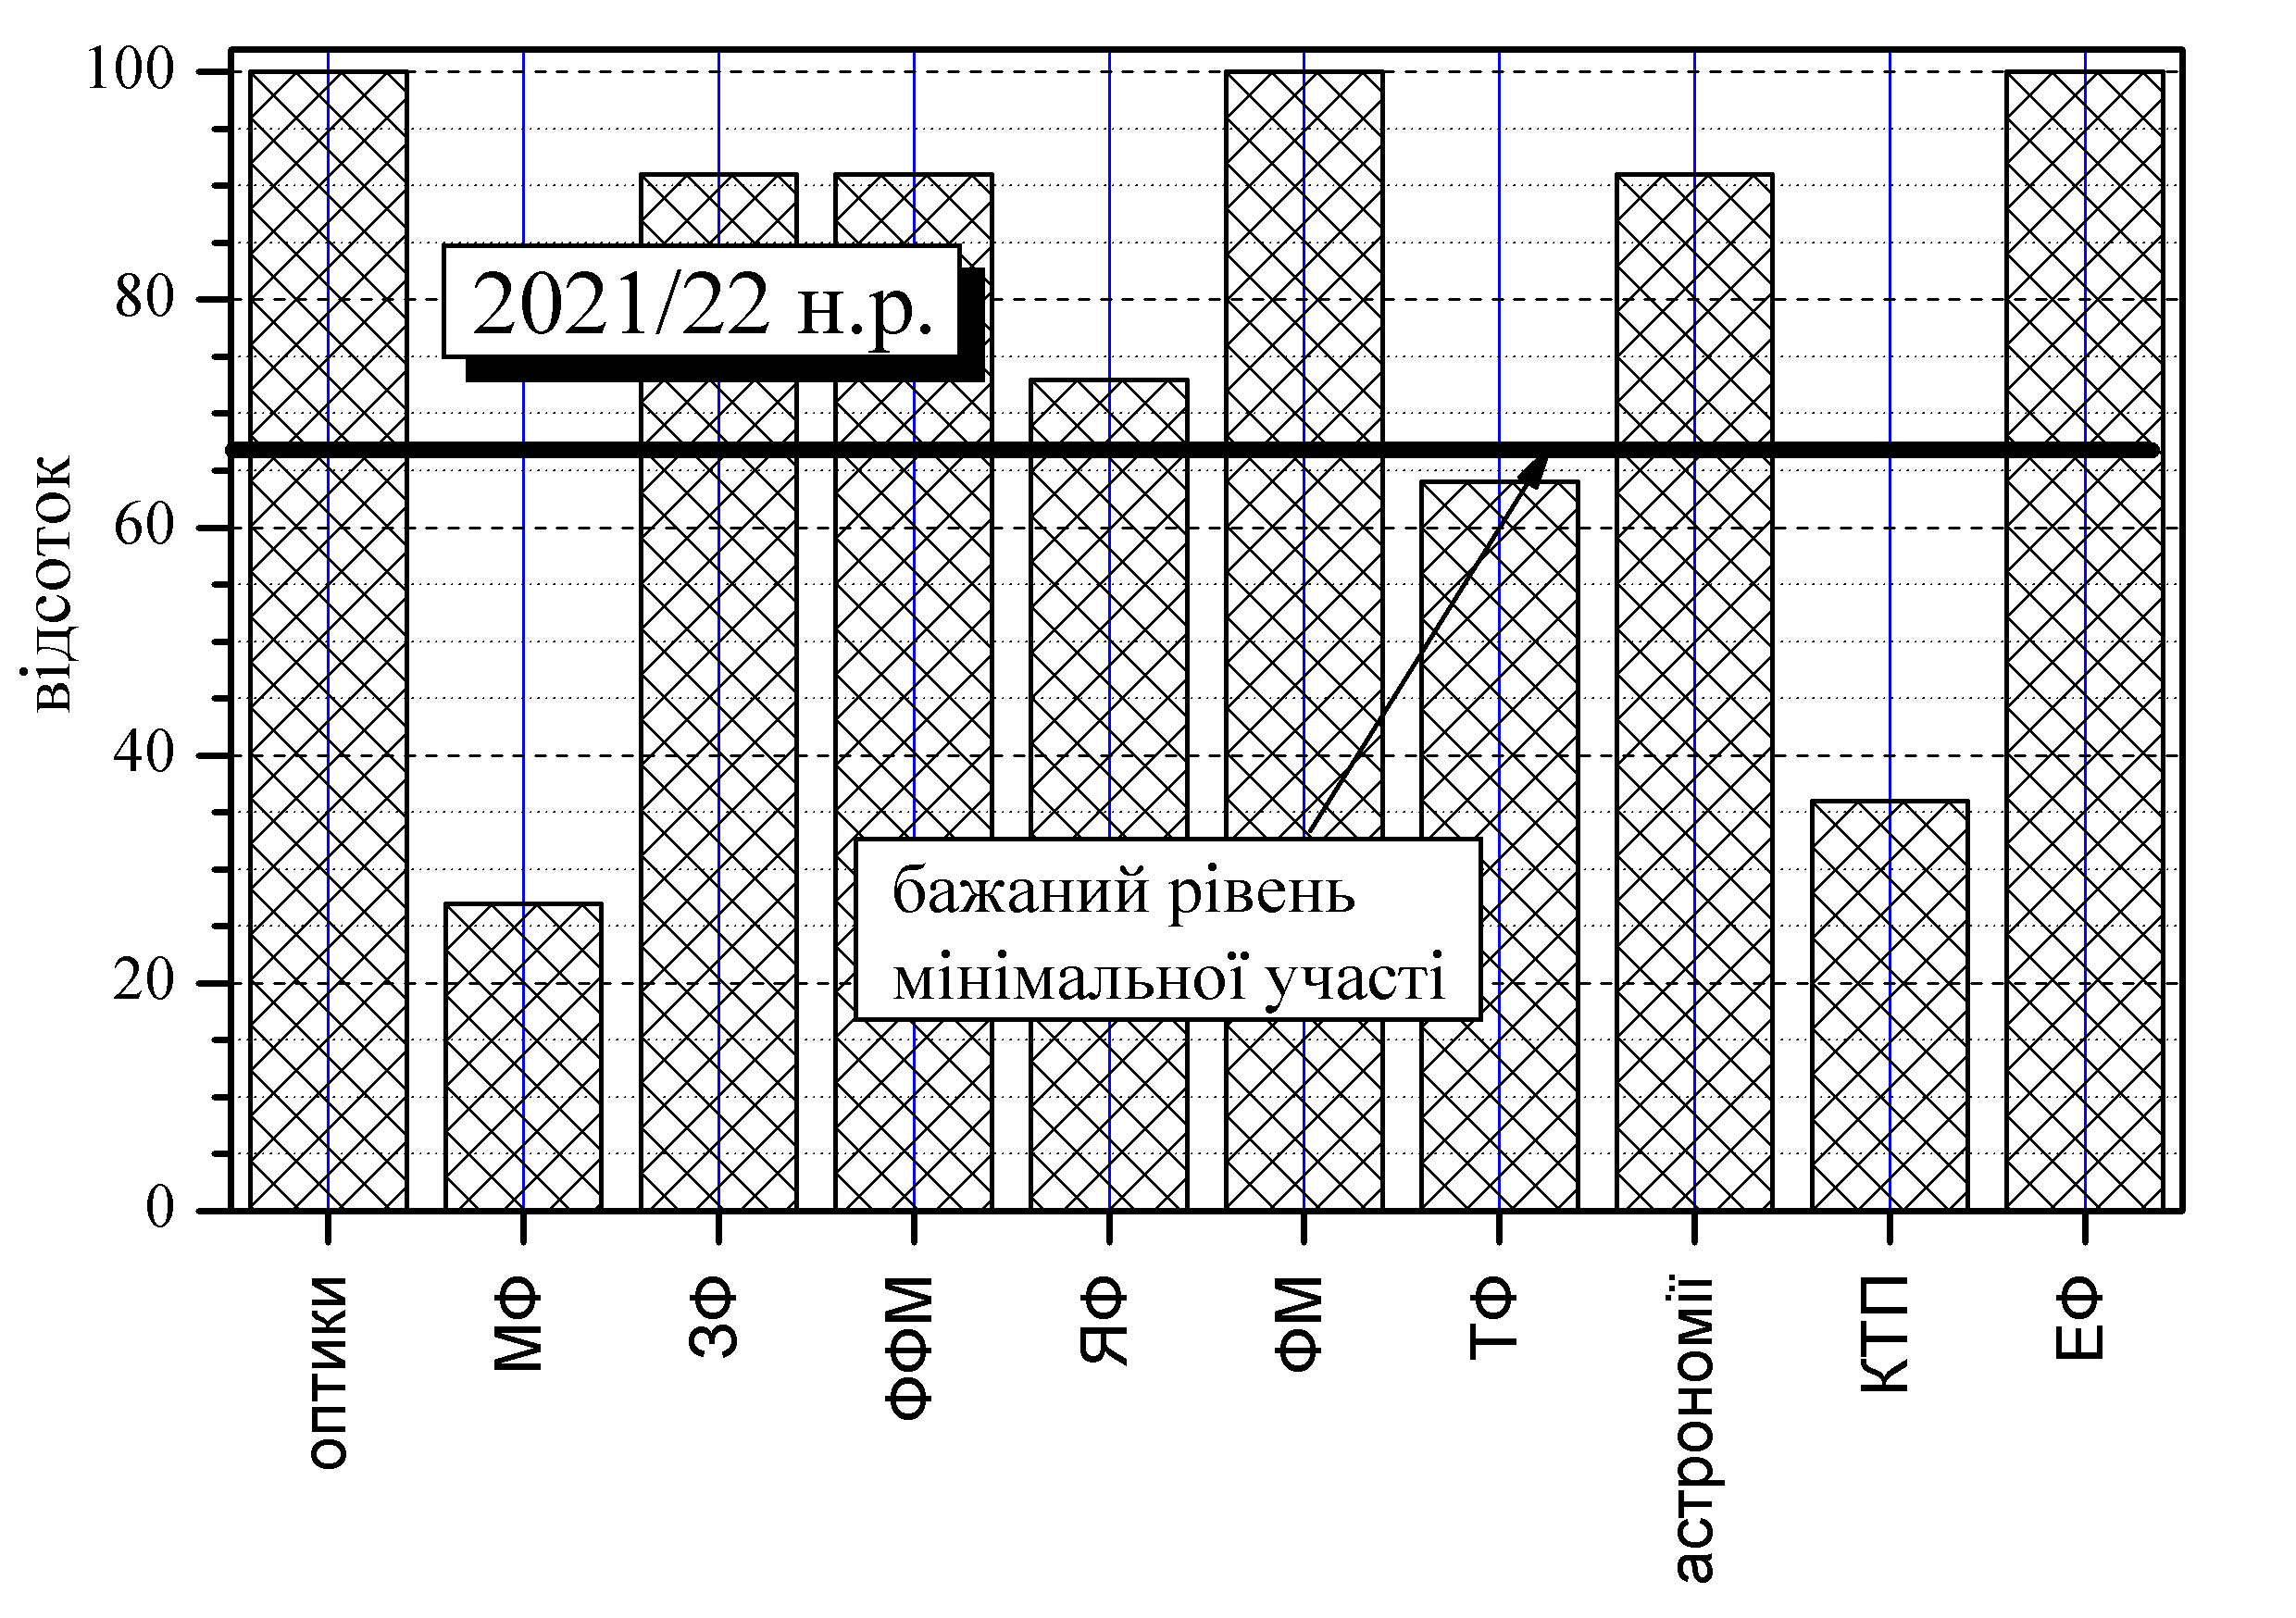 відсоток
100
80
60
40
20
0
2021/22 н.р.
бажаний рівень
мінімальної участі
оптики
МФ
ЗФ
ФФМ
ЯФ
ФМ
ТФ
астрономії
КТП
ЕФ